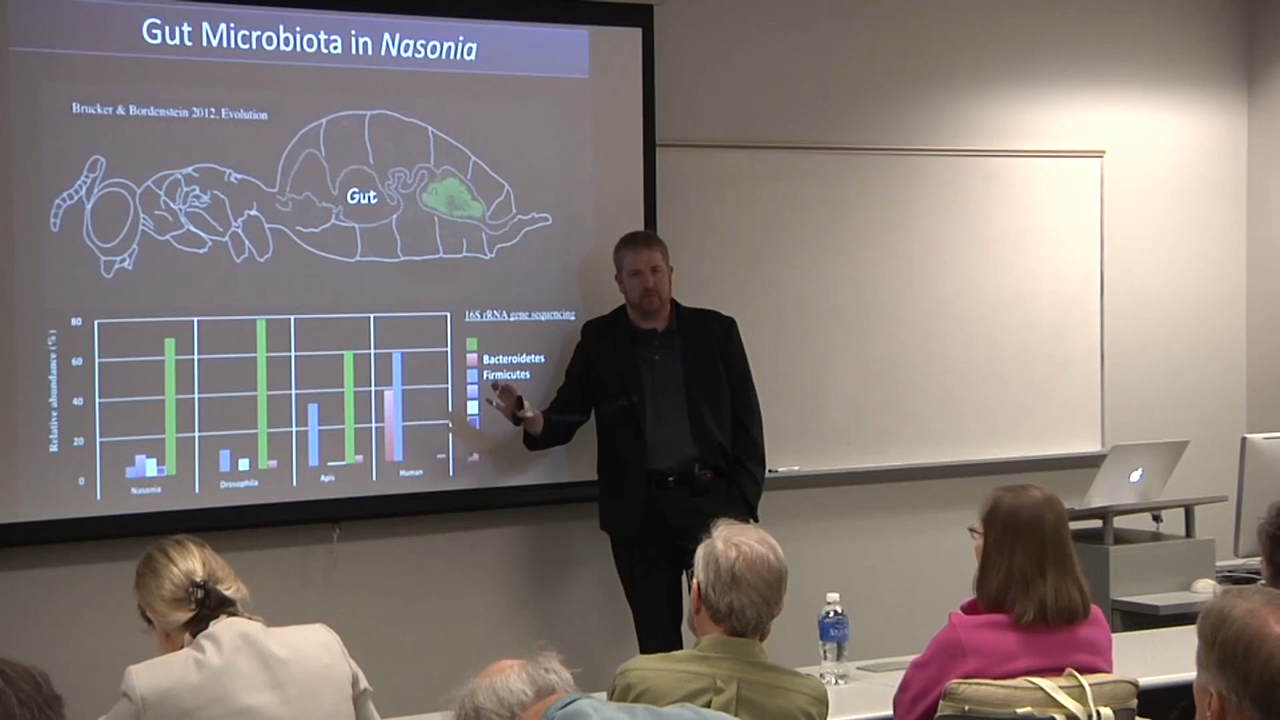 Gut Microbiota in Nasonia
Brucker & Bordenstein 2012, Evolution
Gut
16S rRNA gene sequencing
Bacteroidetes
Firmicutes
Relative abundance (%)
80
60
40
20
0
Nasonia
Drosophila
Apis
Human